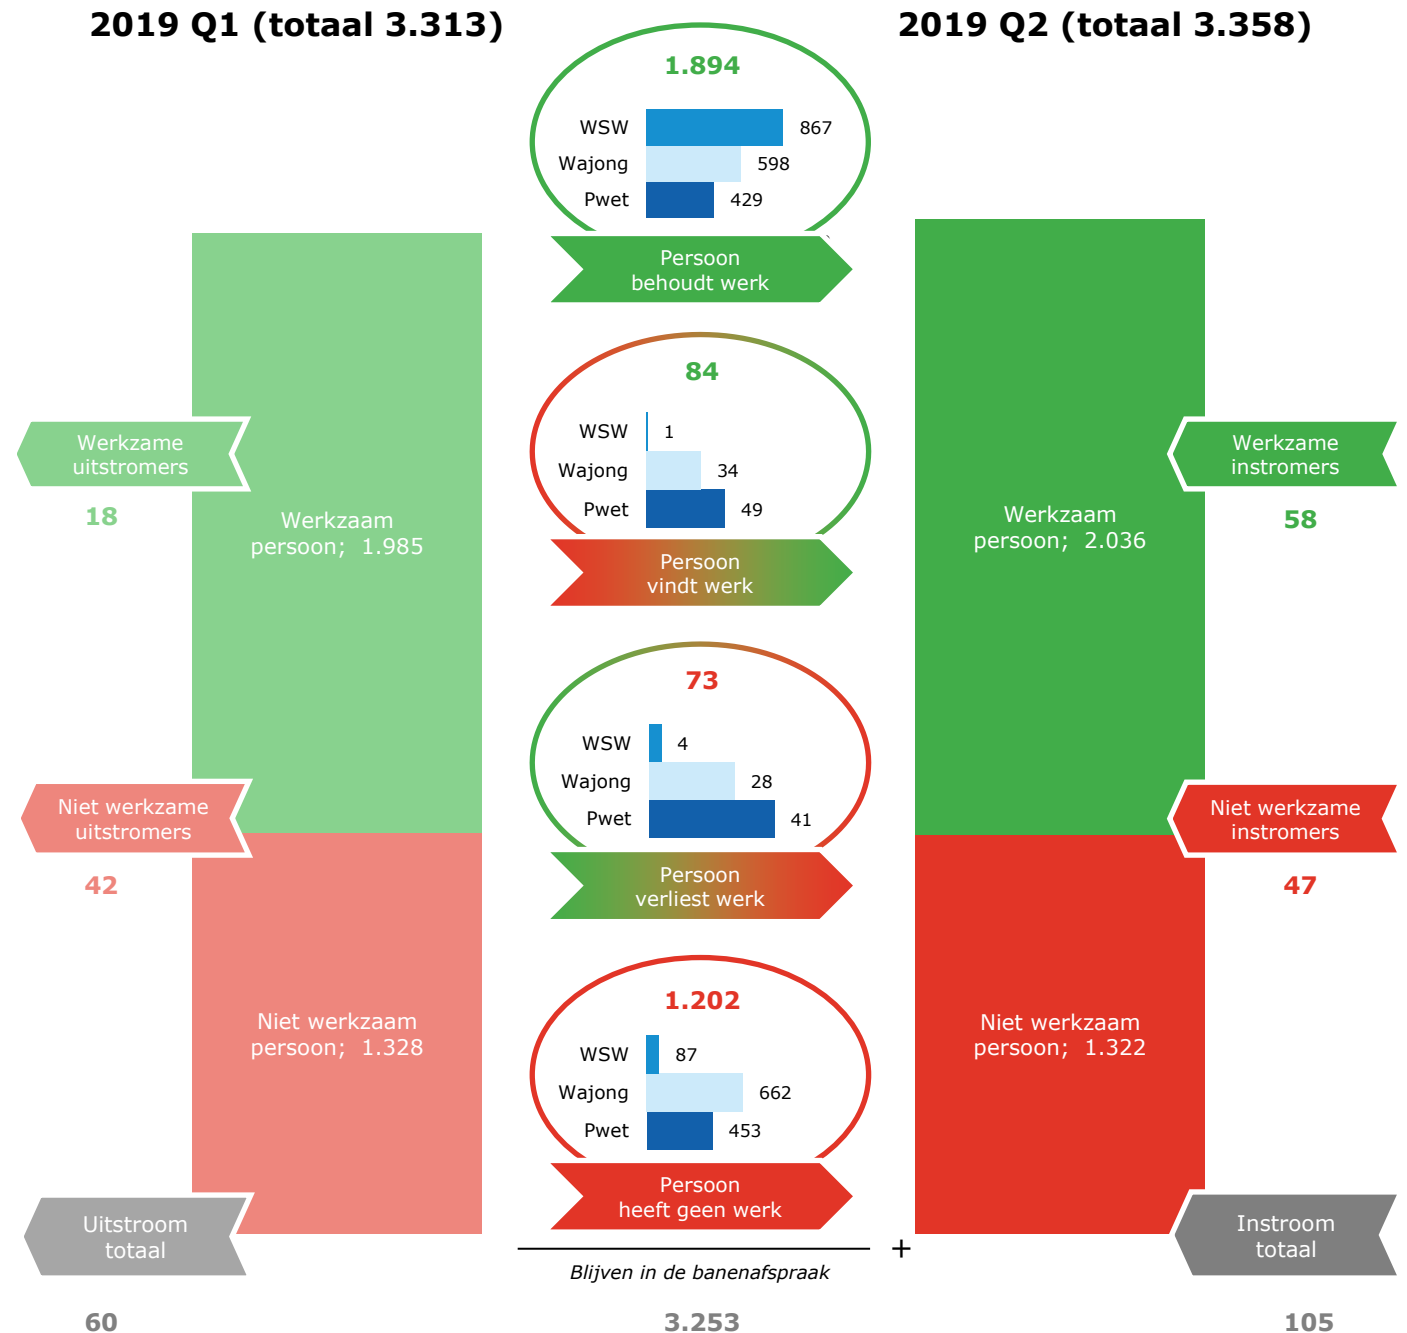 2019 Q1 (totaal 3.313)
2019 Q2 (totaal 3.358)
1.894
WSW 867
Wajong 598
Pwet 429
Persoon
behoudt werk
84
WSW 1
Wajong 34
Pwet 49
Persoon
vindt werk
73
WSW 4
Wajong 28
Pwet 41
Persoon
verliest werk
1.202
WSW 87
Wajong 662
Pwet 453
Persoon
heeft geen werk
Werkzame
uitstromers
18
Werkzaam
persoon; 1.985
Niet werkzame
uitstromers
42
Niet werkzaam
persoon; 1.328
Uitstroom
totaal
60
Werkzaam
persoon; 2.036
Werkzame
instromers
58
Niet werkzame
instromers
47
Niet werkzaam
persoon; 1.322
Instroom
totaal
105
+
Blijven in de banenafspraak
3.253